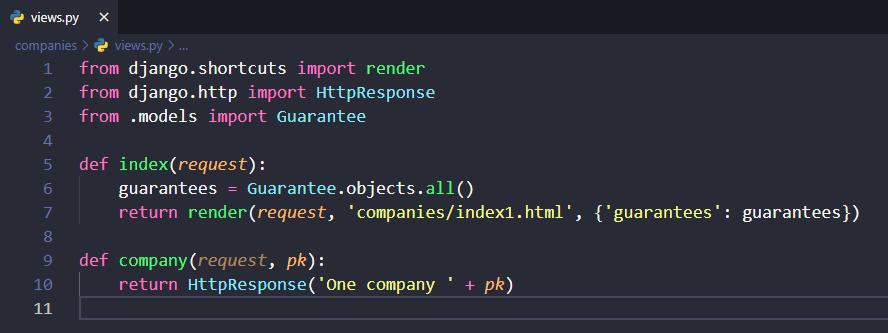 views.py ×
companies > views.py > ...
1 from django.shortcuts import render
2 from django.http import HttpResponse
3 from .models import Guarantee
4
5 def index(request):
6     guarantees = Guarantee.objects.all()
7     return render(request, 'companies/index1.html', {'guarantees': guarantees})
8
9 def company(request, pk):
10     return HttpResponse('One company ' + pk)
11